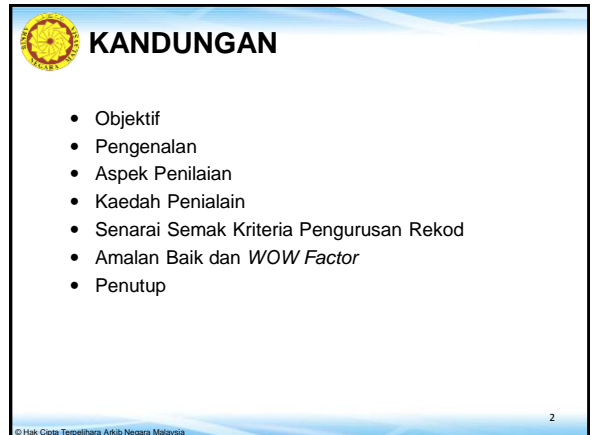 KANDUNGAN
• Objektif
• Pengenalan
• Aspek Penilaian
• Kaedah Penialain
• Senarai Semak Kriteria Pengurusan Rekod
• Amalan Baik dan WOW Factor
• Penutup
2
© Hak Cipta Terpelihara Arkib Negara Malaysia